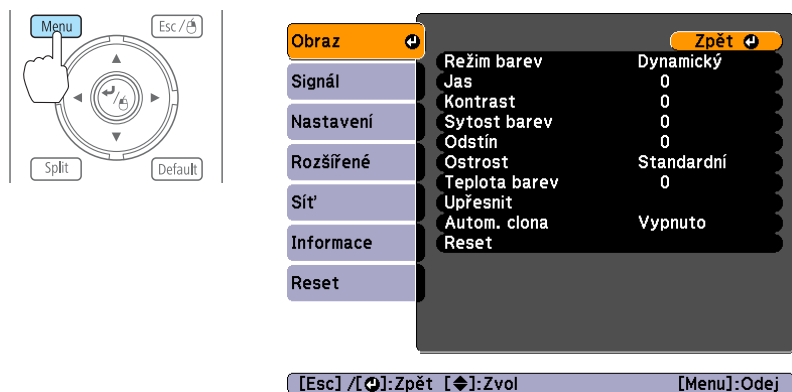 Menu
Esc /
Split
Default
Obraz
Signál
Nastavení
Rozšířené
Síť
Informace
Reset
Zpět
Režim barev Dynamický
Jas 0
Kontrast 0
Sytost barev 0
Odstín 0
Ostrost Standardní
Teplota barev 0
Upřesnit
Autom. clona Vypnuto
Reset
[Esc] /[ ]:Zpět [ ]:Zvol [Menu]:Odej